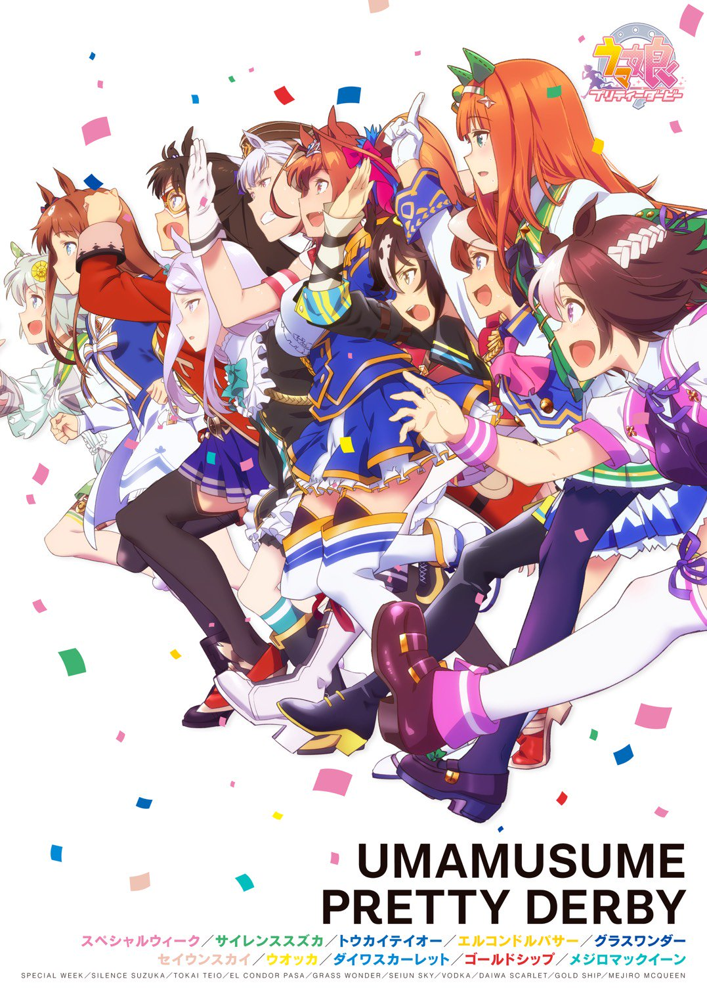 ウマ娘
プリティーダービー
UMAMUSUME
PRETTY DERBY
スペシャルウィーク／サイレンススズカ／トウカイテイオー／エルコンドルパサー／グラスワンダー
セイウンスカイ／ウオッカ／ダイワスカーレット／ゴールドシップ／メジロマックイーン
SPECIAL WEEK／SILENCE SUZUKA／TOKAI TEIO／EL CONDOR PASA／GRASS WONDER／SEIUN SKY／VODKA／DAIWA SCARLET／GOLD SHIP／MEJIRO MCQUEEN